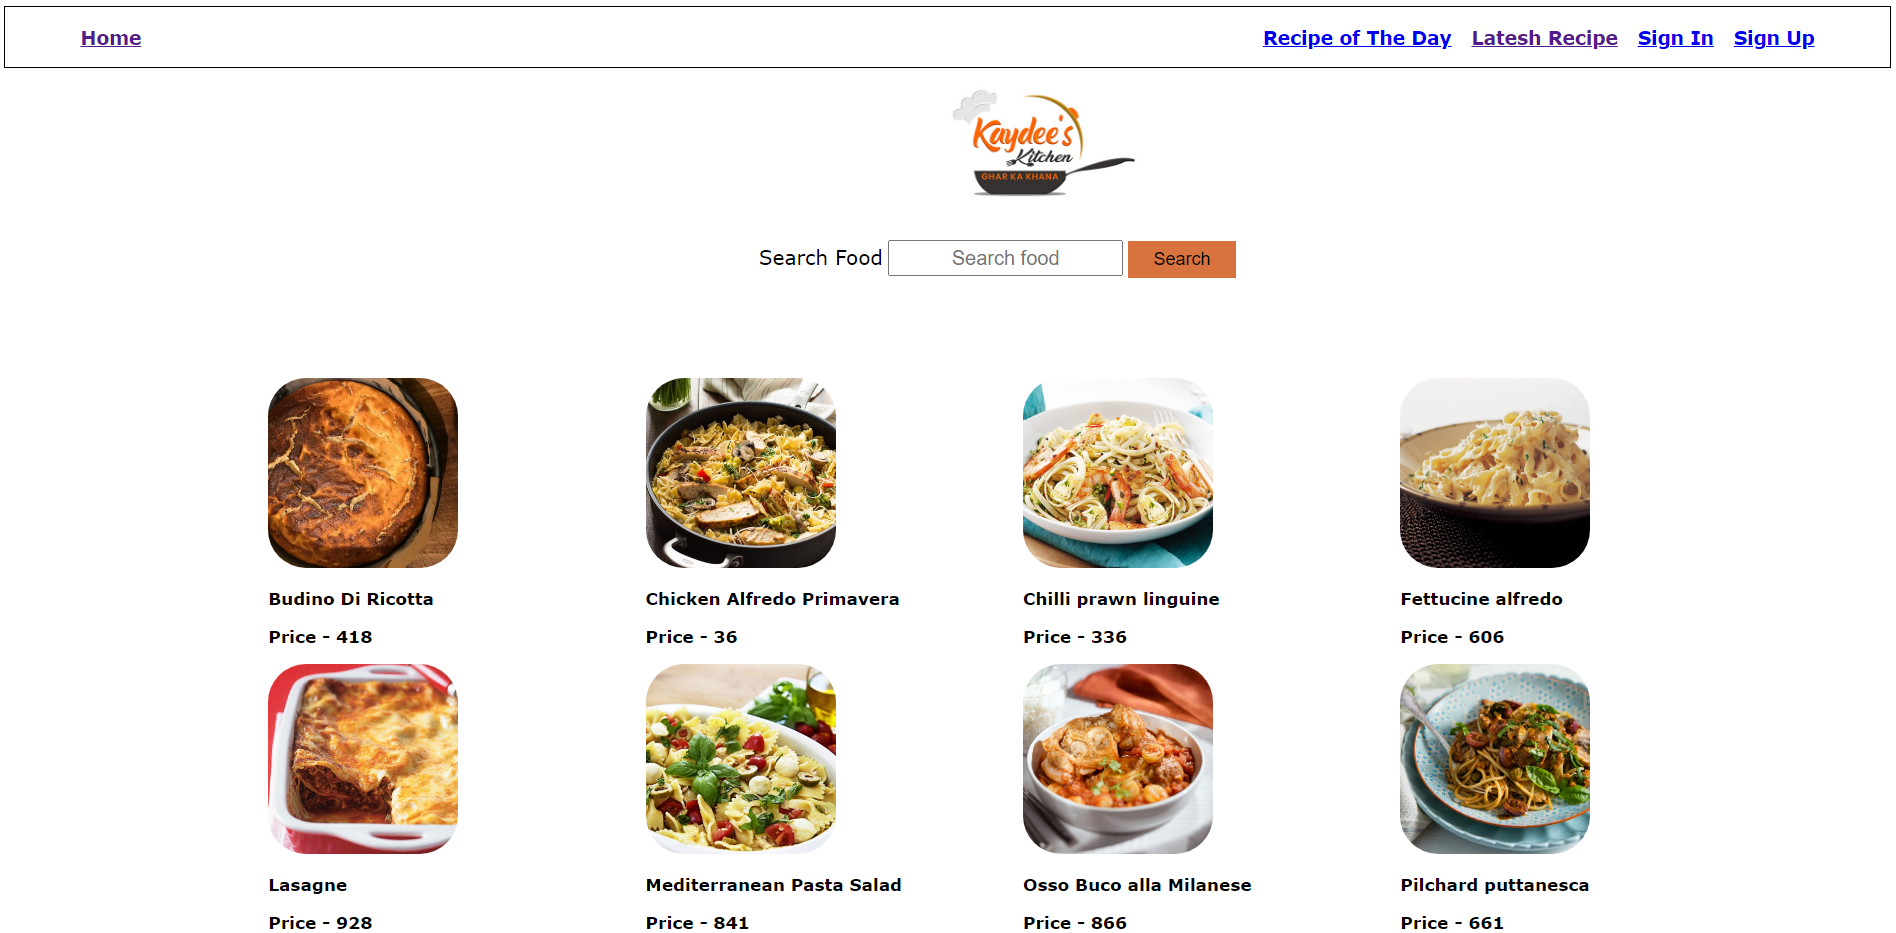 Home Recipe of The Day Latesh Recipe Sign In Sign Up
Kaydee's
Kitchen
GHAR KA KHANA
Search Food Search food Search
Budino Di Ricotta Chicken Alfredo Primavera Chilli prawn linguine Fettucine alfredo
Price - 418 Price - 36 Price - 336 Price - 606
Lasagne Mediterranean Pasta Salad Osso Buco alla Milanese Pilchard puttanesca
Price - 928 Price - 841 Price - 866 Price - 661